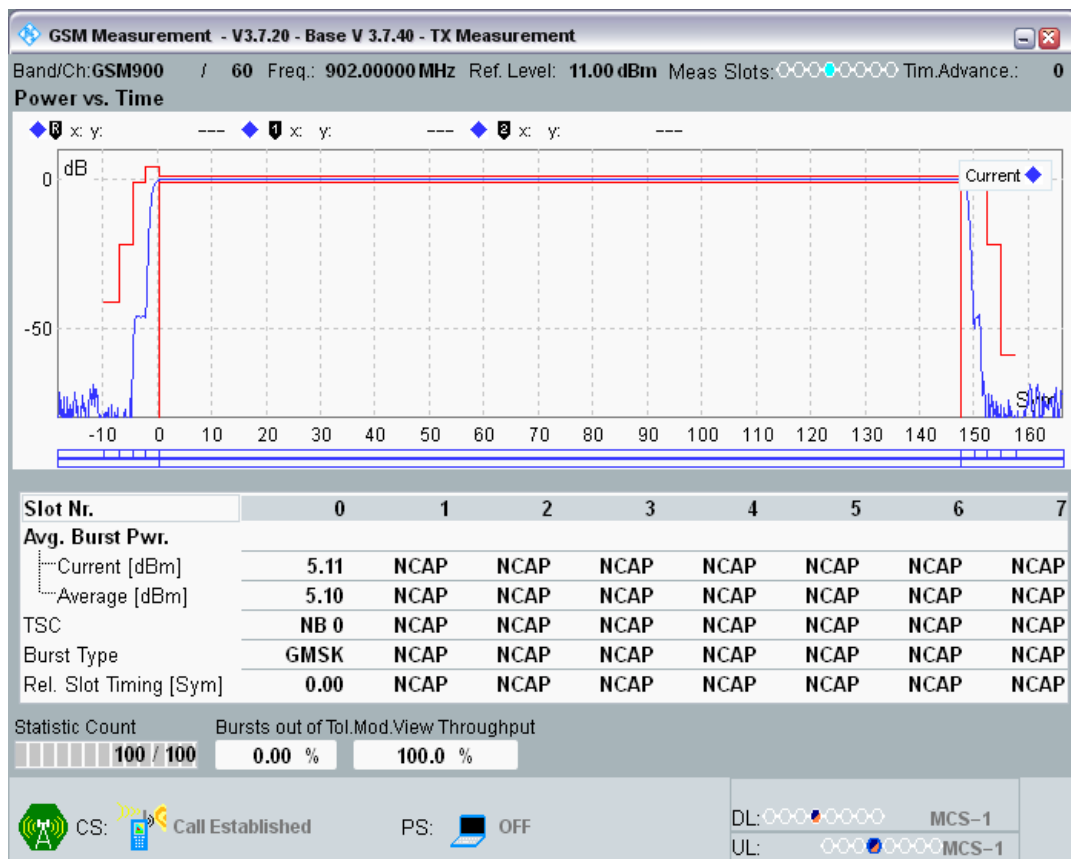 GSM Measurement - V3.7.20 - Base V 3.7.40 - TX Measurement
Band/Ch:GSM900 / 60 Freq.: 902.00000 MHz Ref. Level: 11.00 dBm Meas Slots: Tim.Advance.: 0
Power vs. Time
R x: y: --- 1 x: y: --- 2 x: y: ---
dB
Current
0
-50
-10 0 10 20 30 40 50 60 70 80 90 100 110 120 130 140 150 160
Slot Nr. 0 1 2 3 4 5 6 7
Avg. Burst Pwr.
Current [dBm] 5.11 NCAP NCAP NCAP NCAP NCAP NCAP NCAP
Average [dBm] 5.10 NCAP NCAP NCAP NCAP NCAP NCAP NCAP
TSC NB 0 NCAP NCAP NCAP NCAP NCAP NCAP NCAP
Burst Type GMSK NCAP NCAP NCAP NCAP NCAP NCAP NCAP
Rel. Slot Timing [Sym] 0.00 NCAP NCAP NCAP NCAP NCAP NCAP NCAP
Statistic Count Bursts out of Tol.Mod.View Throughput
100 / 100 0.00 % 100.0 %
CS: Call Established PS: OFF
DL: MCS-1
UL: MCS-1